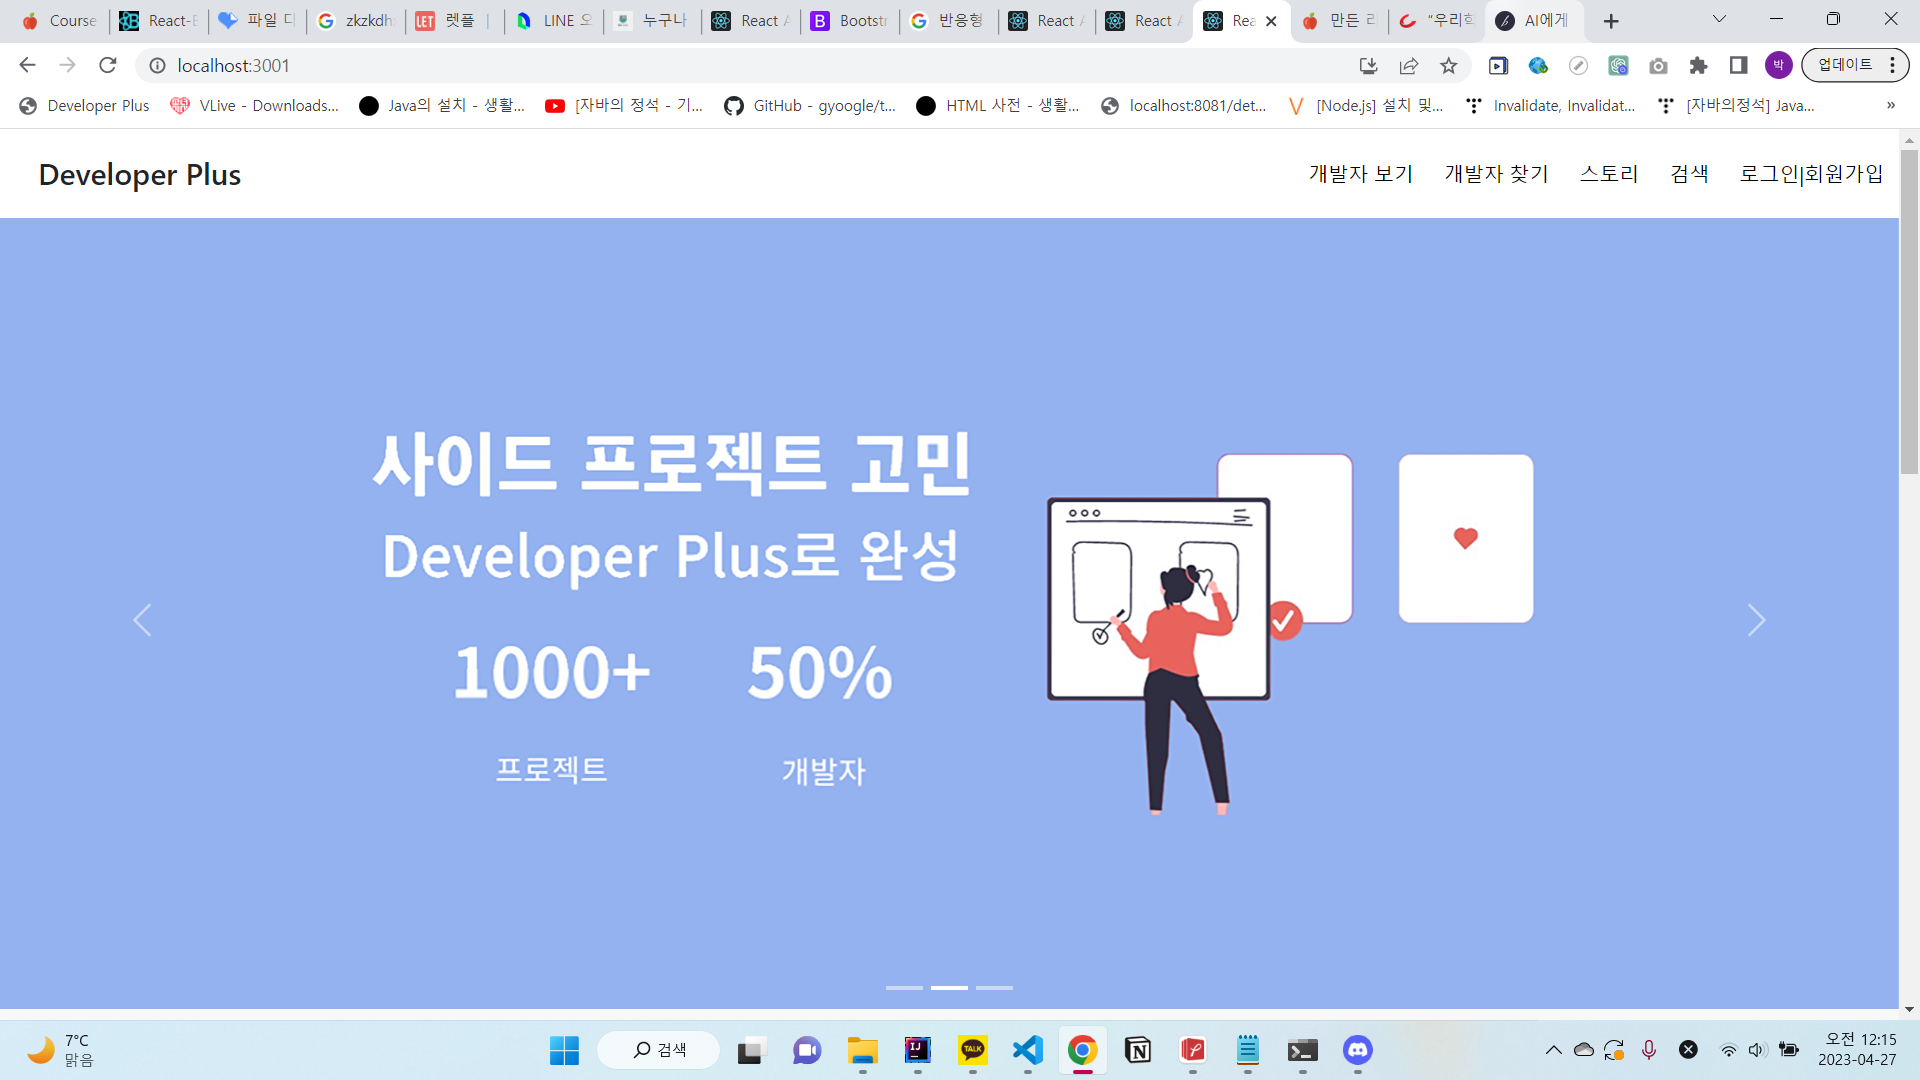 Course
React-B
파일 다
zkzkdh
렛플 |
LINE 오
누구나
React A
Bootstr
반응형
React A
React A
Rea
만든 리
“우리학
AI에게
localhost:3001
박
업데이트
Developer Plus
VLive - Downloads...
Java의 설치 - 생활...
[자바의 정석 - 기...
GitHub - gyoogle/t...
HTML 사전 - 생활...
localhost:8081/det...
[Node.js] 설치 및...
Invalidate, Invalidat...
[자바의정석] Java...
»
Developer Plus
개발자 보기 개발자 찾기 스토리 검색 로그인|회원가입
사이드 프로젝트 고민
Developer Plus로 완성
1000+ 50%
프로젝트 개발자
7°C
맑음
검색
오전 12:15
2023-04-27